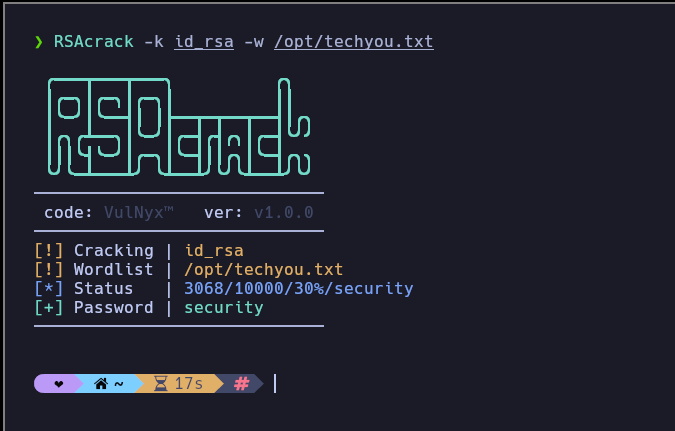 ❯ RSAcrack -k id_rsa -w /opt/techyou.txt
RSAcrack
code: VulNyx™ ver: v1.0.0
[!] Cracking | id_rsa
[!] Wordlist | /opt/techyou.txt
[*] Status | 3068/10000/30%/security
[+] Password | security
~ 17s #